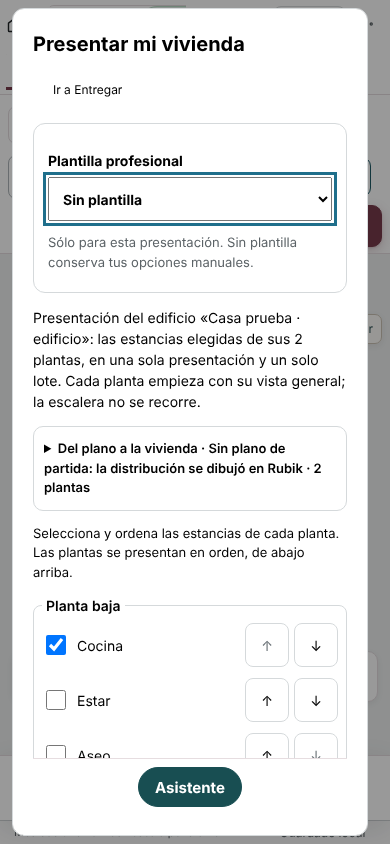 Presentar mi vivienda
Ir a Entregar
Plantilla profesional
Sin plantilla
Sólo para esta presentación. Sin plantilla
conserva tus opciones manuales.
Presentación del edificio «Casa prueba ·
edificio»: las estancias elegidas de sus 2
plantas, en una sola presentación y un solo
lote. Cada planta empieza con su vista general;
la escalera no se recorre.
Del plano a la vivienda · Sin plano de
partida: la distribución se dibujó en Rubik · 2
plantas
Selecciona y ordena las estancias de cada planta.
Las plantas se presentan en orden, de abajo
arriba.
Planta baja
Cocina ↑ ↓
Estar ↑ ↓
Aseo ↑ ↓
Asistente